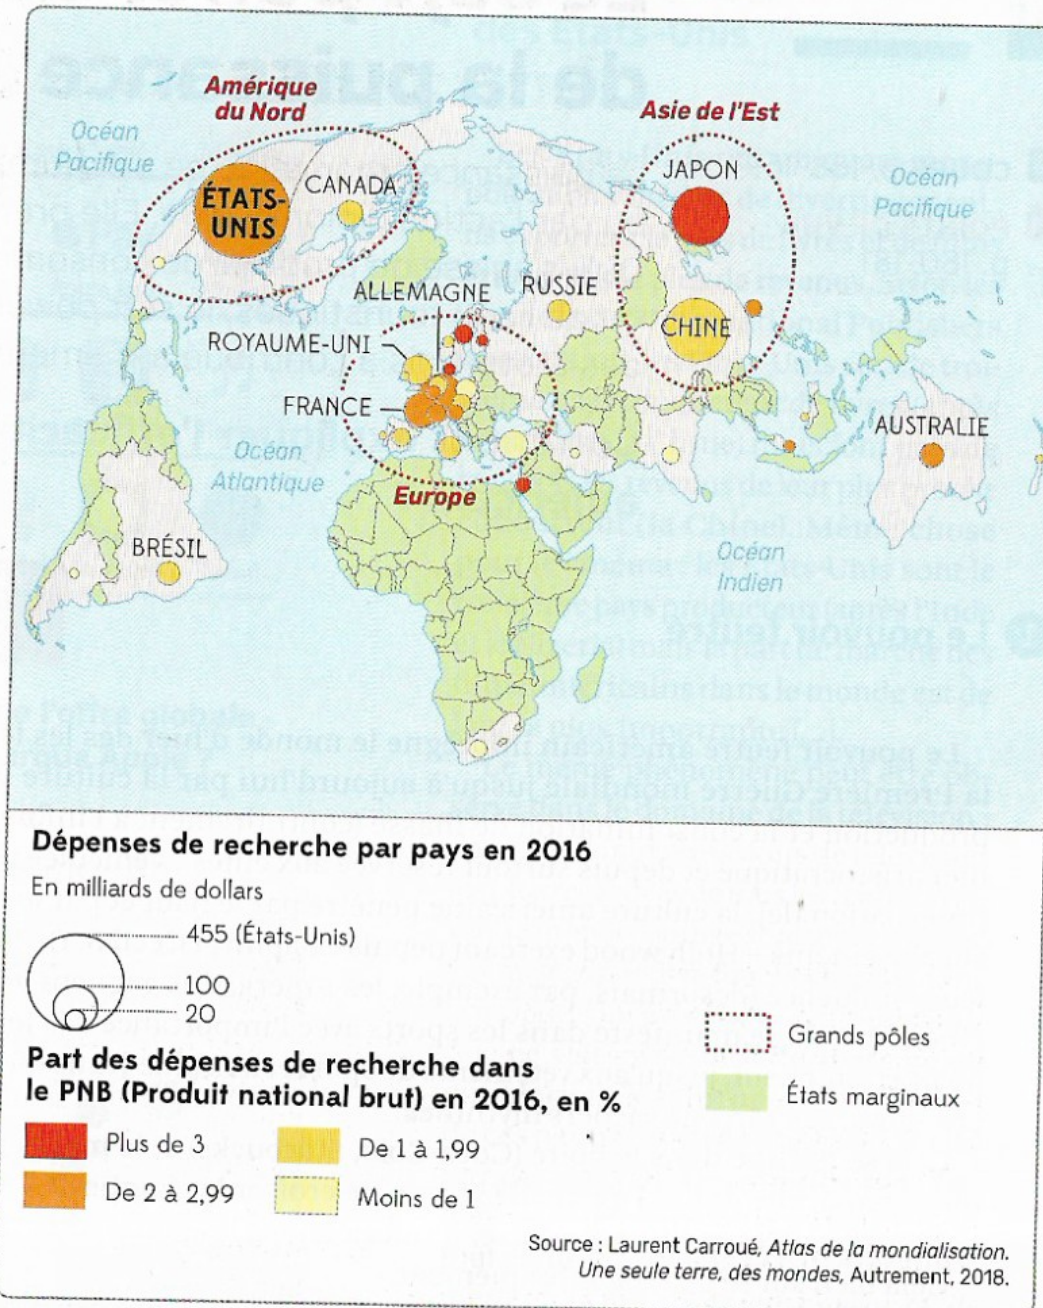 Amérique
du Nord
Asie de l'Est
Océan
Pacifique
JAPON
CANADA
ÉTATS-
UNIS
Océan
Pacifique
ALLEMAGNE
RUSSIE
CHINE
ROYAUME-UNI
FRANCE
AUSTRALIE
Océan
Atlantique
Europe
BRÉSIL
Océan
Indien
Dépenses de recherche par pays en 2016
En milliards de dollars
455 (États-Unis)
100
20
Part des dépenses de recherche dans
le PNB (Produit national brut) en 2016, en %
Plus de 3
De 1 à 1,99
De 2 à 2,99
Moins de 1
Grands pôles
États marginaux
Source : Laurent Carroué, Atlas de la mondialisation.
Une seule terre, des mondes, Autrement, 2018.